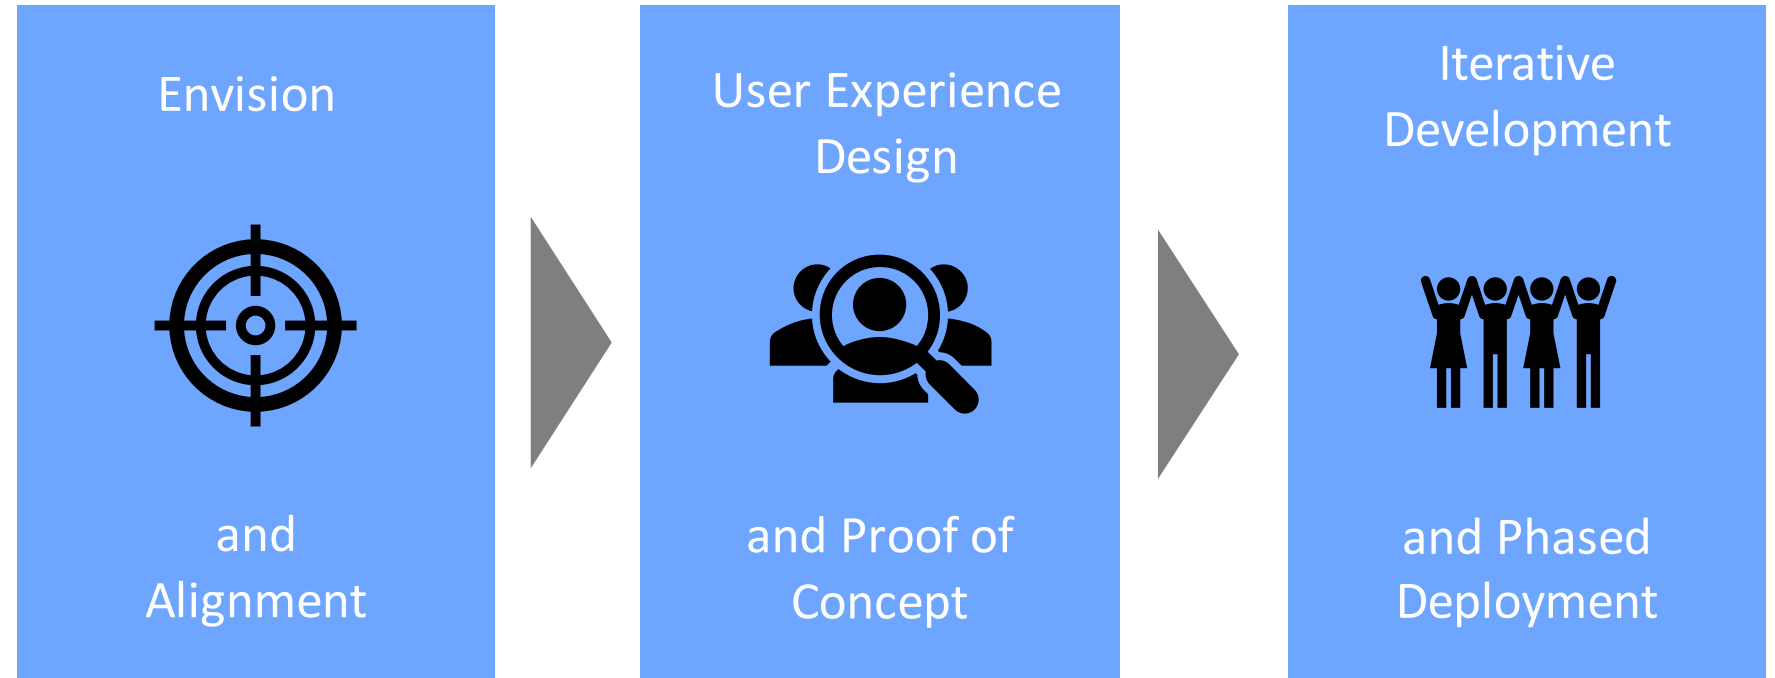 Envision
and
Alignment
User Experience
Design
and Proof of
Concept
Iterative
Development
and Phased
Deployment